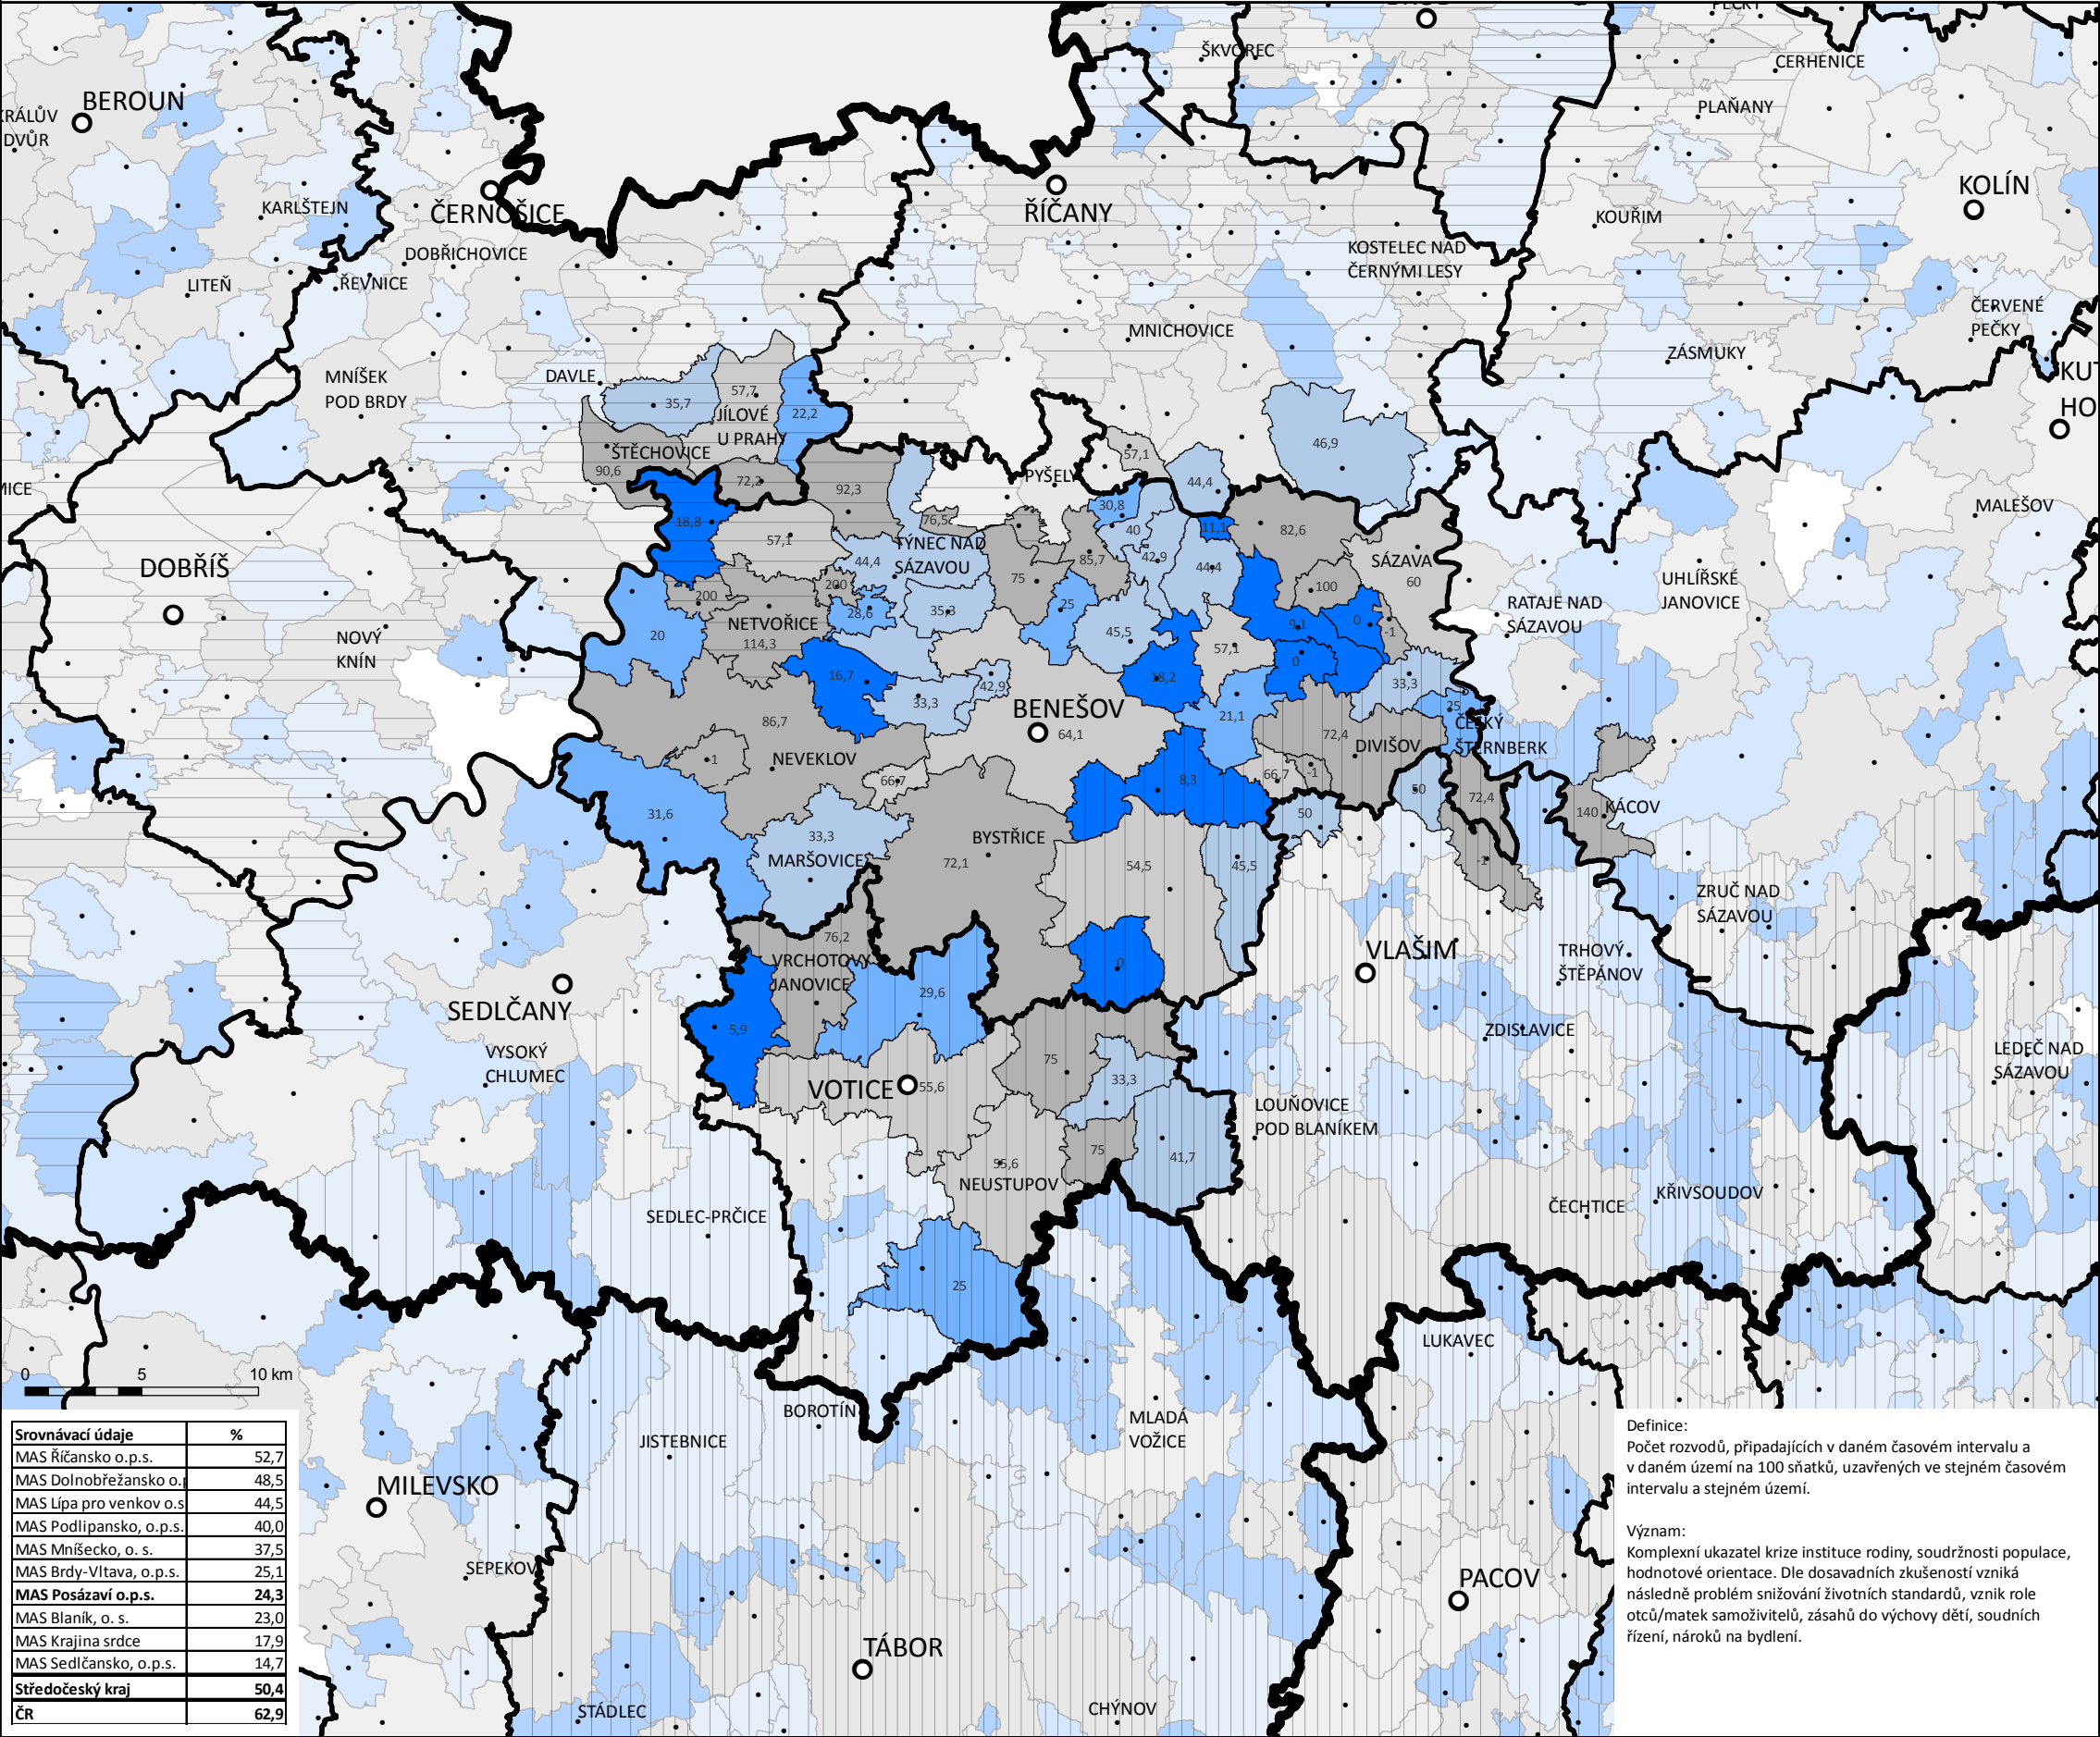 ŠKVOREC
CERHENICE
PLAŇANY
BEROUN
KRÁLŮV
DVŮR
KOLÍN
KARLŠTEJN
ČERNOŠICE
ŘÍČANY
KOUŘIM
DOBŘICHOVICE
KOSTELEC NAD
ČERNÝMI LESY
LITEŇ
ŘEVNICE
ČERVENÉ
PEČKY
MNICHOVICE
ZÁSMUKY
KUT
HO
MNÍŠEK
POD BRDY
DAVLE
57,7
35,7
JÍLOVÉ
U PRAHY
22,2
46,9
ŠTĚCHOVICE
57,1
90,6
72,2
92,3
PYŠELY
44,4
MICE
MALEŠOV
30,8
18,8
76,5
40
11,1
82,6
57,1
TÝNEC NAD
SÁZAVOU
44,4
85,7
42,9
44,4
SÁZAVA
60
DOBŘÍŠ
75
UHLÍŘSKÉ
JANOVICE
200
200
100
28,6
35,3
25
RATAJE NAD
SÁZAVOU
NETVOŘICE
114,3
20
45,5
9,1
0
-1
NOVÝ
KNÍN
57,1
0
16,7
18,2
33,3
42,9
33,3
BENEŠOV
64,1
21,1
25
ČESKÝ
ŠTERNBERK
86,7
72,4
DIVIŠOV
NEVEKLOV
-1
66,7
8,3
66,7
-1
50
72,4
31,6
50
140
KÁCOV
33,3
MARŠOVICE
BYSTŘICE
72,1
54,5
45,5
-1
ZRUČ NAD
SÁZAVOU
76,2
VRCHOTOVY
JANOVICE
VLAŠIM
TRHOVÝ
ŠTĚPÁNOV
0
29,6
SEDLČANY
5,9
ZDISLAVICE
VYSOKÝ
CHLUMEC
75
LEDEČ NAD
SÁZAVOU
VOTICE
55,6
33,3
LOUŇOVICE
POD BLANÍKEM
55,6
75
41,7
NEUSTUPOV
KŘIVSOUDOV
ČECHTICE
SEDLEC-PRČICE
25
LUKAVEC
0 5 10 km
BOROTÍN
MLADÁ
VOŽICE
JISTEBNICE
MILEVSKO
SEPEKOV
PACOV
TÁBOR
STÁDLEC
CHÝNOV
Srovnávací údaje %
MAS Říčansko o.p.s. 52,7
MAS Dolnobřežansko o.p 48,5
MAS Lípa pro venkov o.s 44,5
MAS Podlipansko, o.p.s. 40,0
MAS Mníšecko, o. s. 37,5
MAS Brdy-Vltava, o.p.s. 25,1
MAS Posázaví o.p.s. 24,3
MAS Blaník, o. s. 23,0
MAS Krajina srdce 17,9
MAS Sedlčansko, o.p.s. 14,7
Středočeský kraj 50,4
ČR 62,9
Definice:
Počet rozvodů, připadajících v daném časovém intervalu a
v daném území na 100 sňatků, uzavřených ve stejném časovém
intervalu a stejném území.
Význam:
Komplexní ukazatel krize instituce rodiny, soudržnosti populace,
hodnotové orientace. Dle dosavadních zkušeností vzniká
následně problém snižování životních standardů, vznik role
otců/matek samoživitelů, zásahů do výchovy dětí, soudních
řízení, nároků na bydlení.